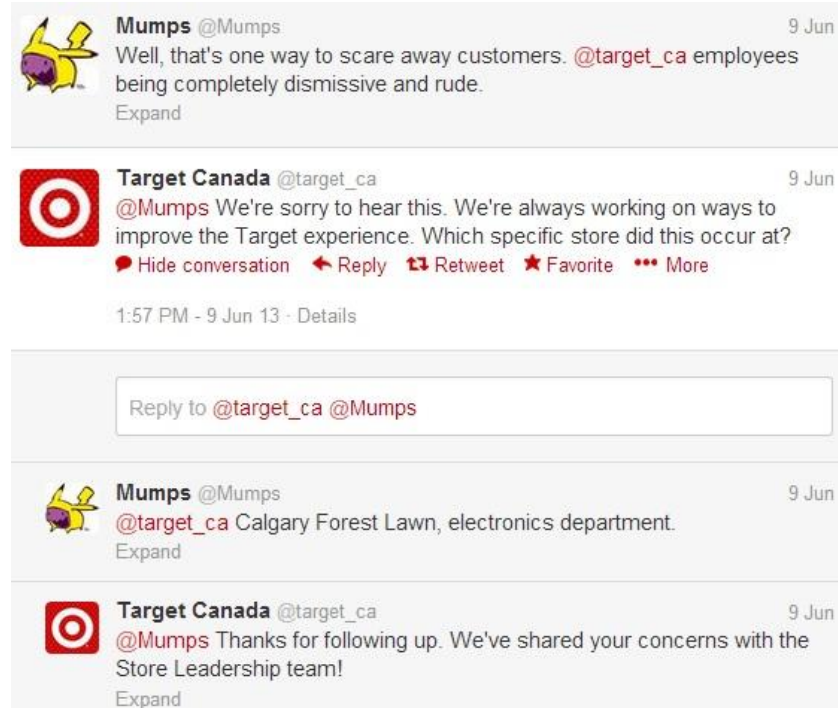 Mumps @Mumps 9 Jun
Well, that's one way to scare away customers. @target_ca employees
being completely dismissive and rude.
Expand
Target Canada @target_ca 9 Jun
@Mumps We're sorry to hear this. We're always working on ways to
improve the Target experience. Which specific store did this occur at?
Hide conversation Reply Retweet Favorite More
1:57 PM - 9 Jun 13 · Details
Reply to @target_ca @Mumps
Mumps @Mumps 9 Jun
@target_ca Calgary Forest Lawn, electronics department.
Expand
Target Canada @target_ca 9 Jun
@Mumps Thanks for following up. We've shared your concerns with the
Store Leadership team!
Expand